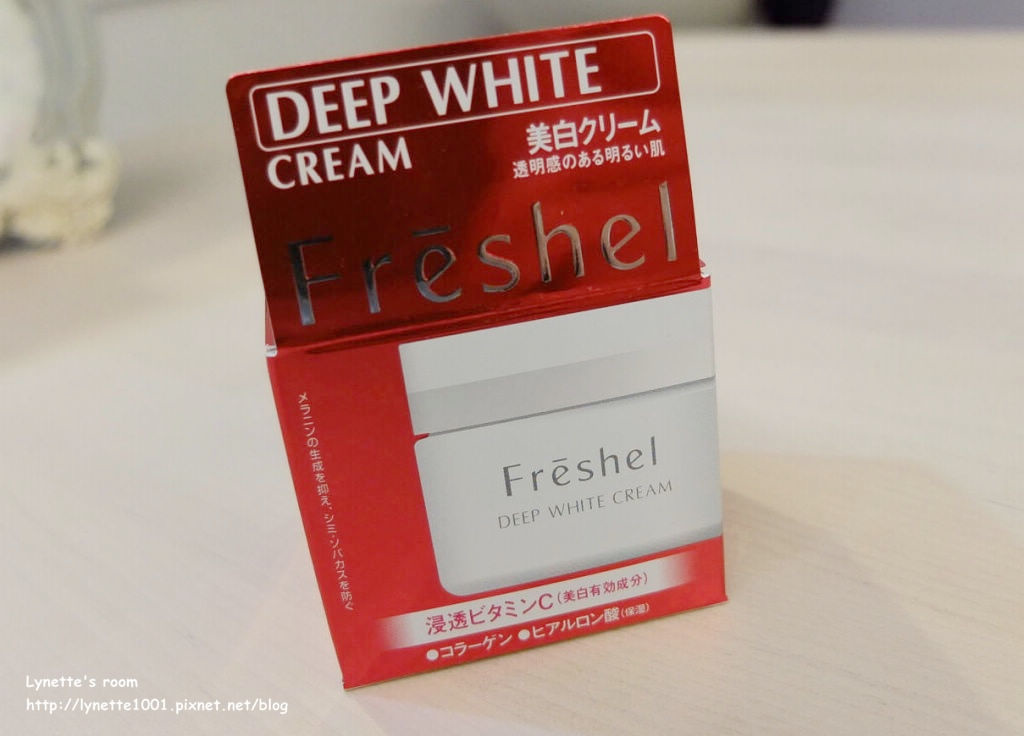 DEEP WHITE
CREAM
美白クリーム
透明感のある明るい肌
Frēshel
メラニンの生成を抑え、シミ・ソバカスを防ぐ
Frēshel
DEEP WHITE CREAM
浸透ビタミンC(美白有効成分)
●コラーゲン ●ヒアルロン酸(保湿)
Lynette's room
http://lynette1001.pixnet.net/blog